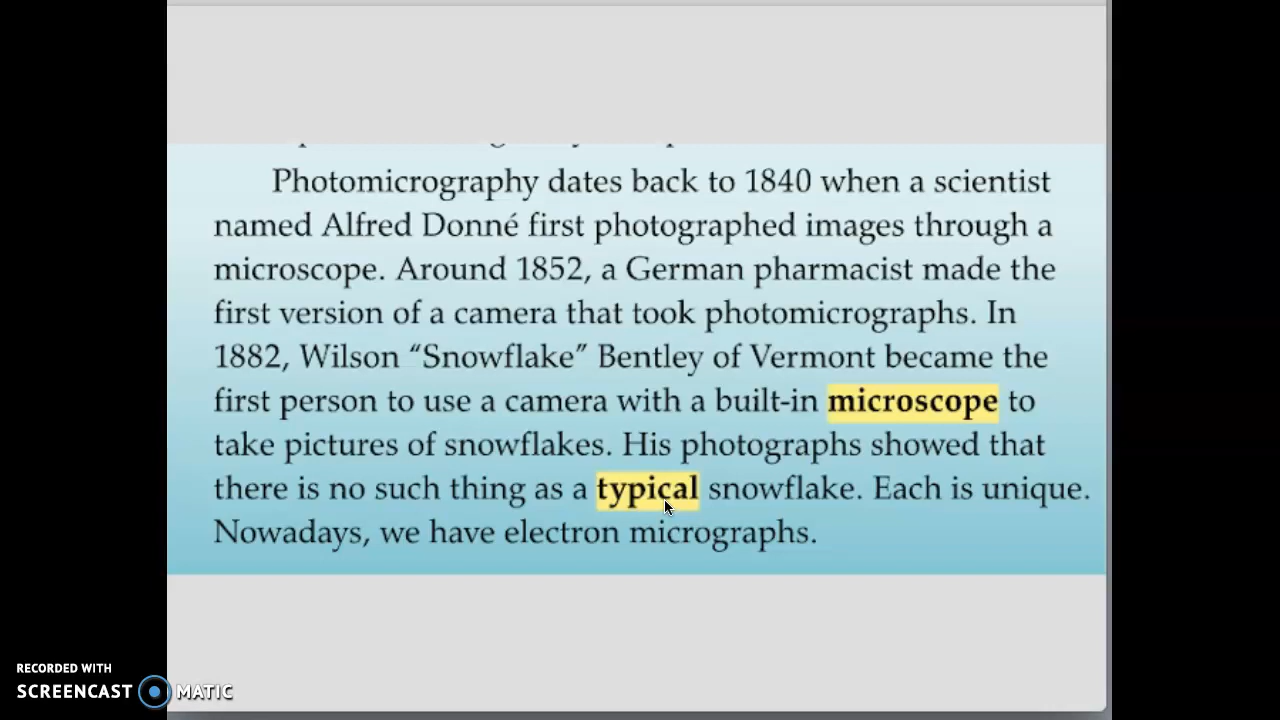 Photomicrography dates back to 1840 when a scientist
named Alfred Donné first photographed images through a
microscope. Around 1852, a German pharmacist made the
first version of a camera that took photomicrographs. In
1882, Wilson “Snowflake” Bentley of Vermont became the
first person to use a camera with a built-in microscope to
take pictures of snowflakes. His photographs showed that
there is no such thing as a typical snowflake. Each is unique.
Nowadays, we have electron micrographs.
RECORDED WITH
SCREENCAST MATIC